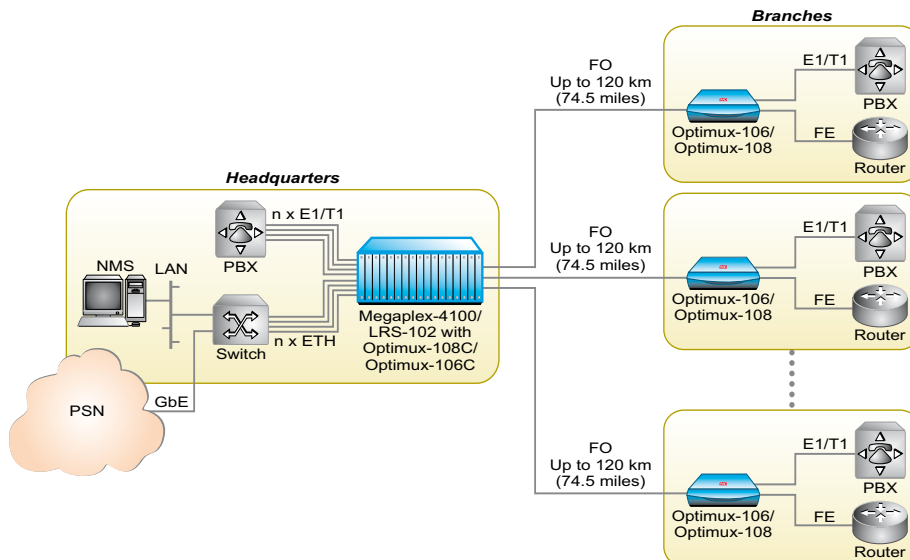 Branches
FO
Up to 120 km
(74.5 miles)
E1/T1
PBX
Optimux-106/
Optimux-108
FE
Router
Headquarters
n x E1/T1
PBX
NMS
LAN
Switch
n x ETH
Megaplex-4100/
LRS-102 with
Optimux-108C/
Optimux-106C
PSN
GbE
FO
Up to 120 km
(74.5 miles)
E1/T1
PBX
Optimux-106/
Optimux-108
FE
Router
FO
Up to 120 km
(74.5 miles)
E1/T1
PBX
Optimux-106/
Optimux-108
FE
Router